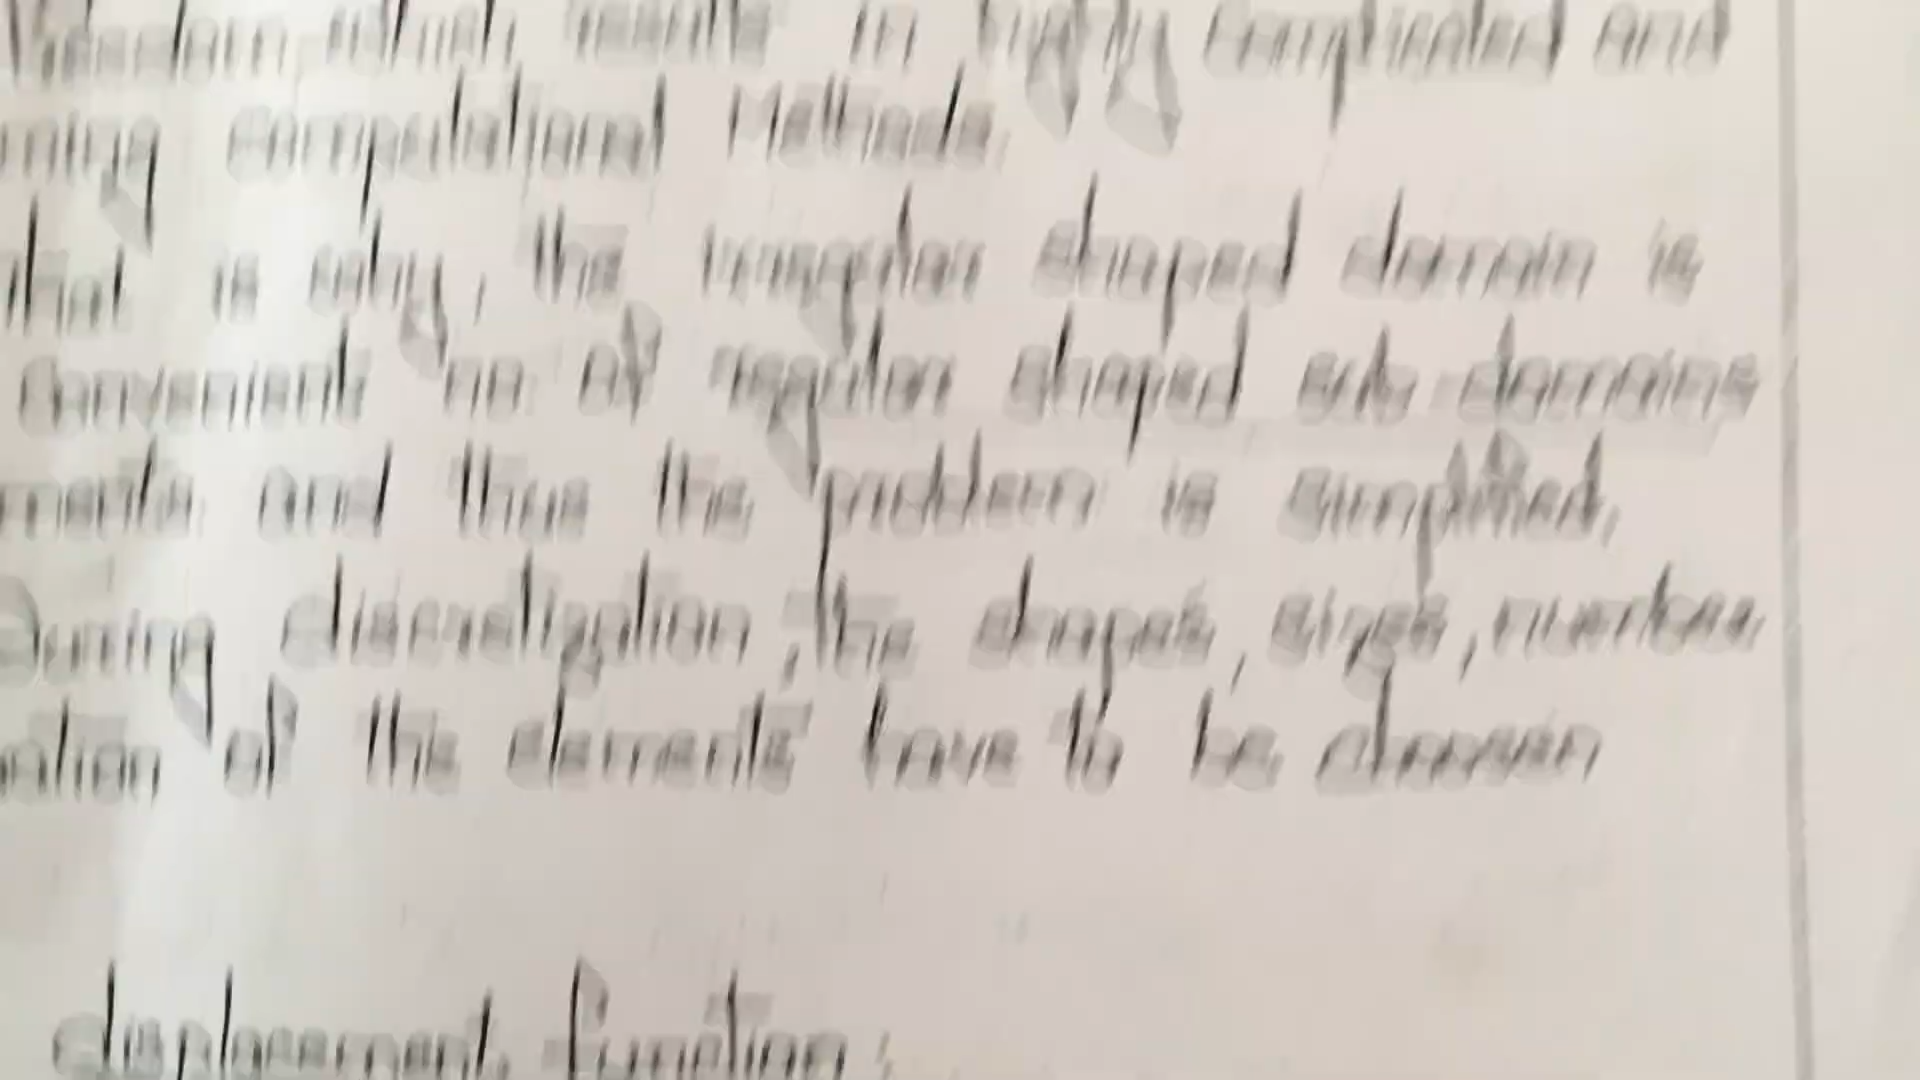 which results in highly complicated and
computational Methods.
that is why, the irregular shaped domain is
Convenient no of regular shaped sub-domains
and thus the problem is simplified.
During discretization, the shapes, sizes, number
of the elements have to be choosen
displacement function :